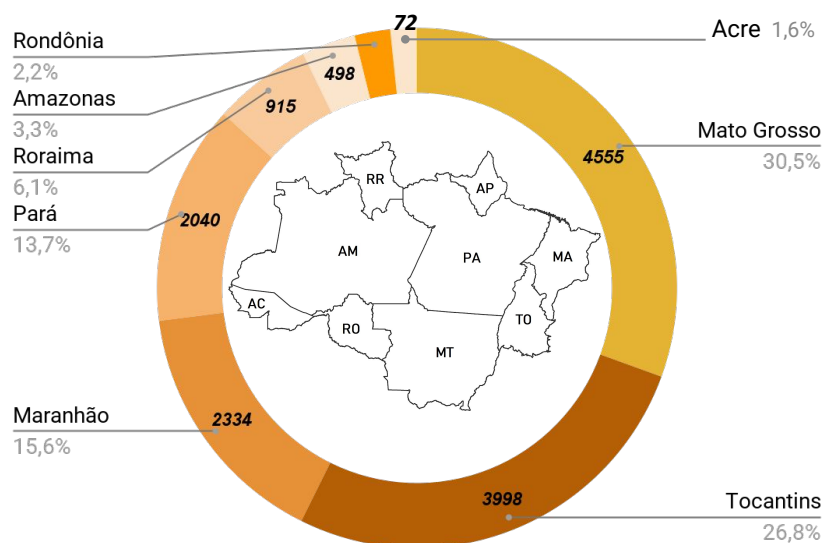 72
Acre 1,6%
Rondônia
2,2%
498
Amazonas
3,3%
915
Roraima
6,1%
Pará
13,7%
2040
4555
Mato Grosso
30,5%
RR
AP
AM
PA
MA
AC
RO
MT
TO
Maranhão
15,6%
2334
3998
Tocantins
26,8%